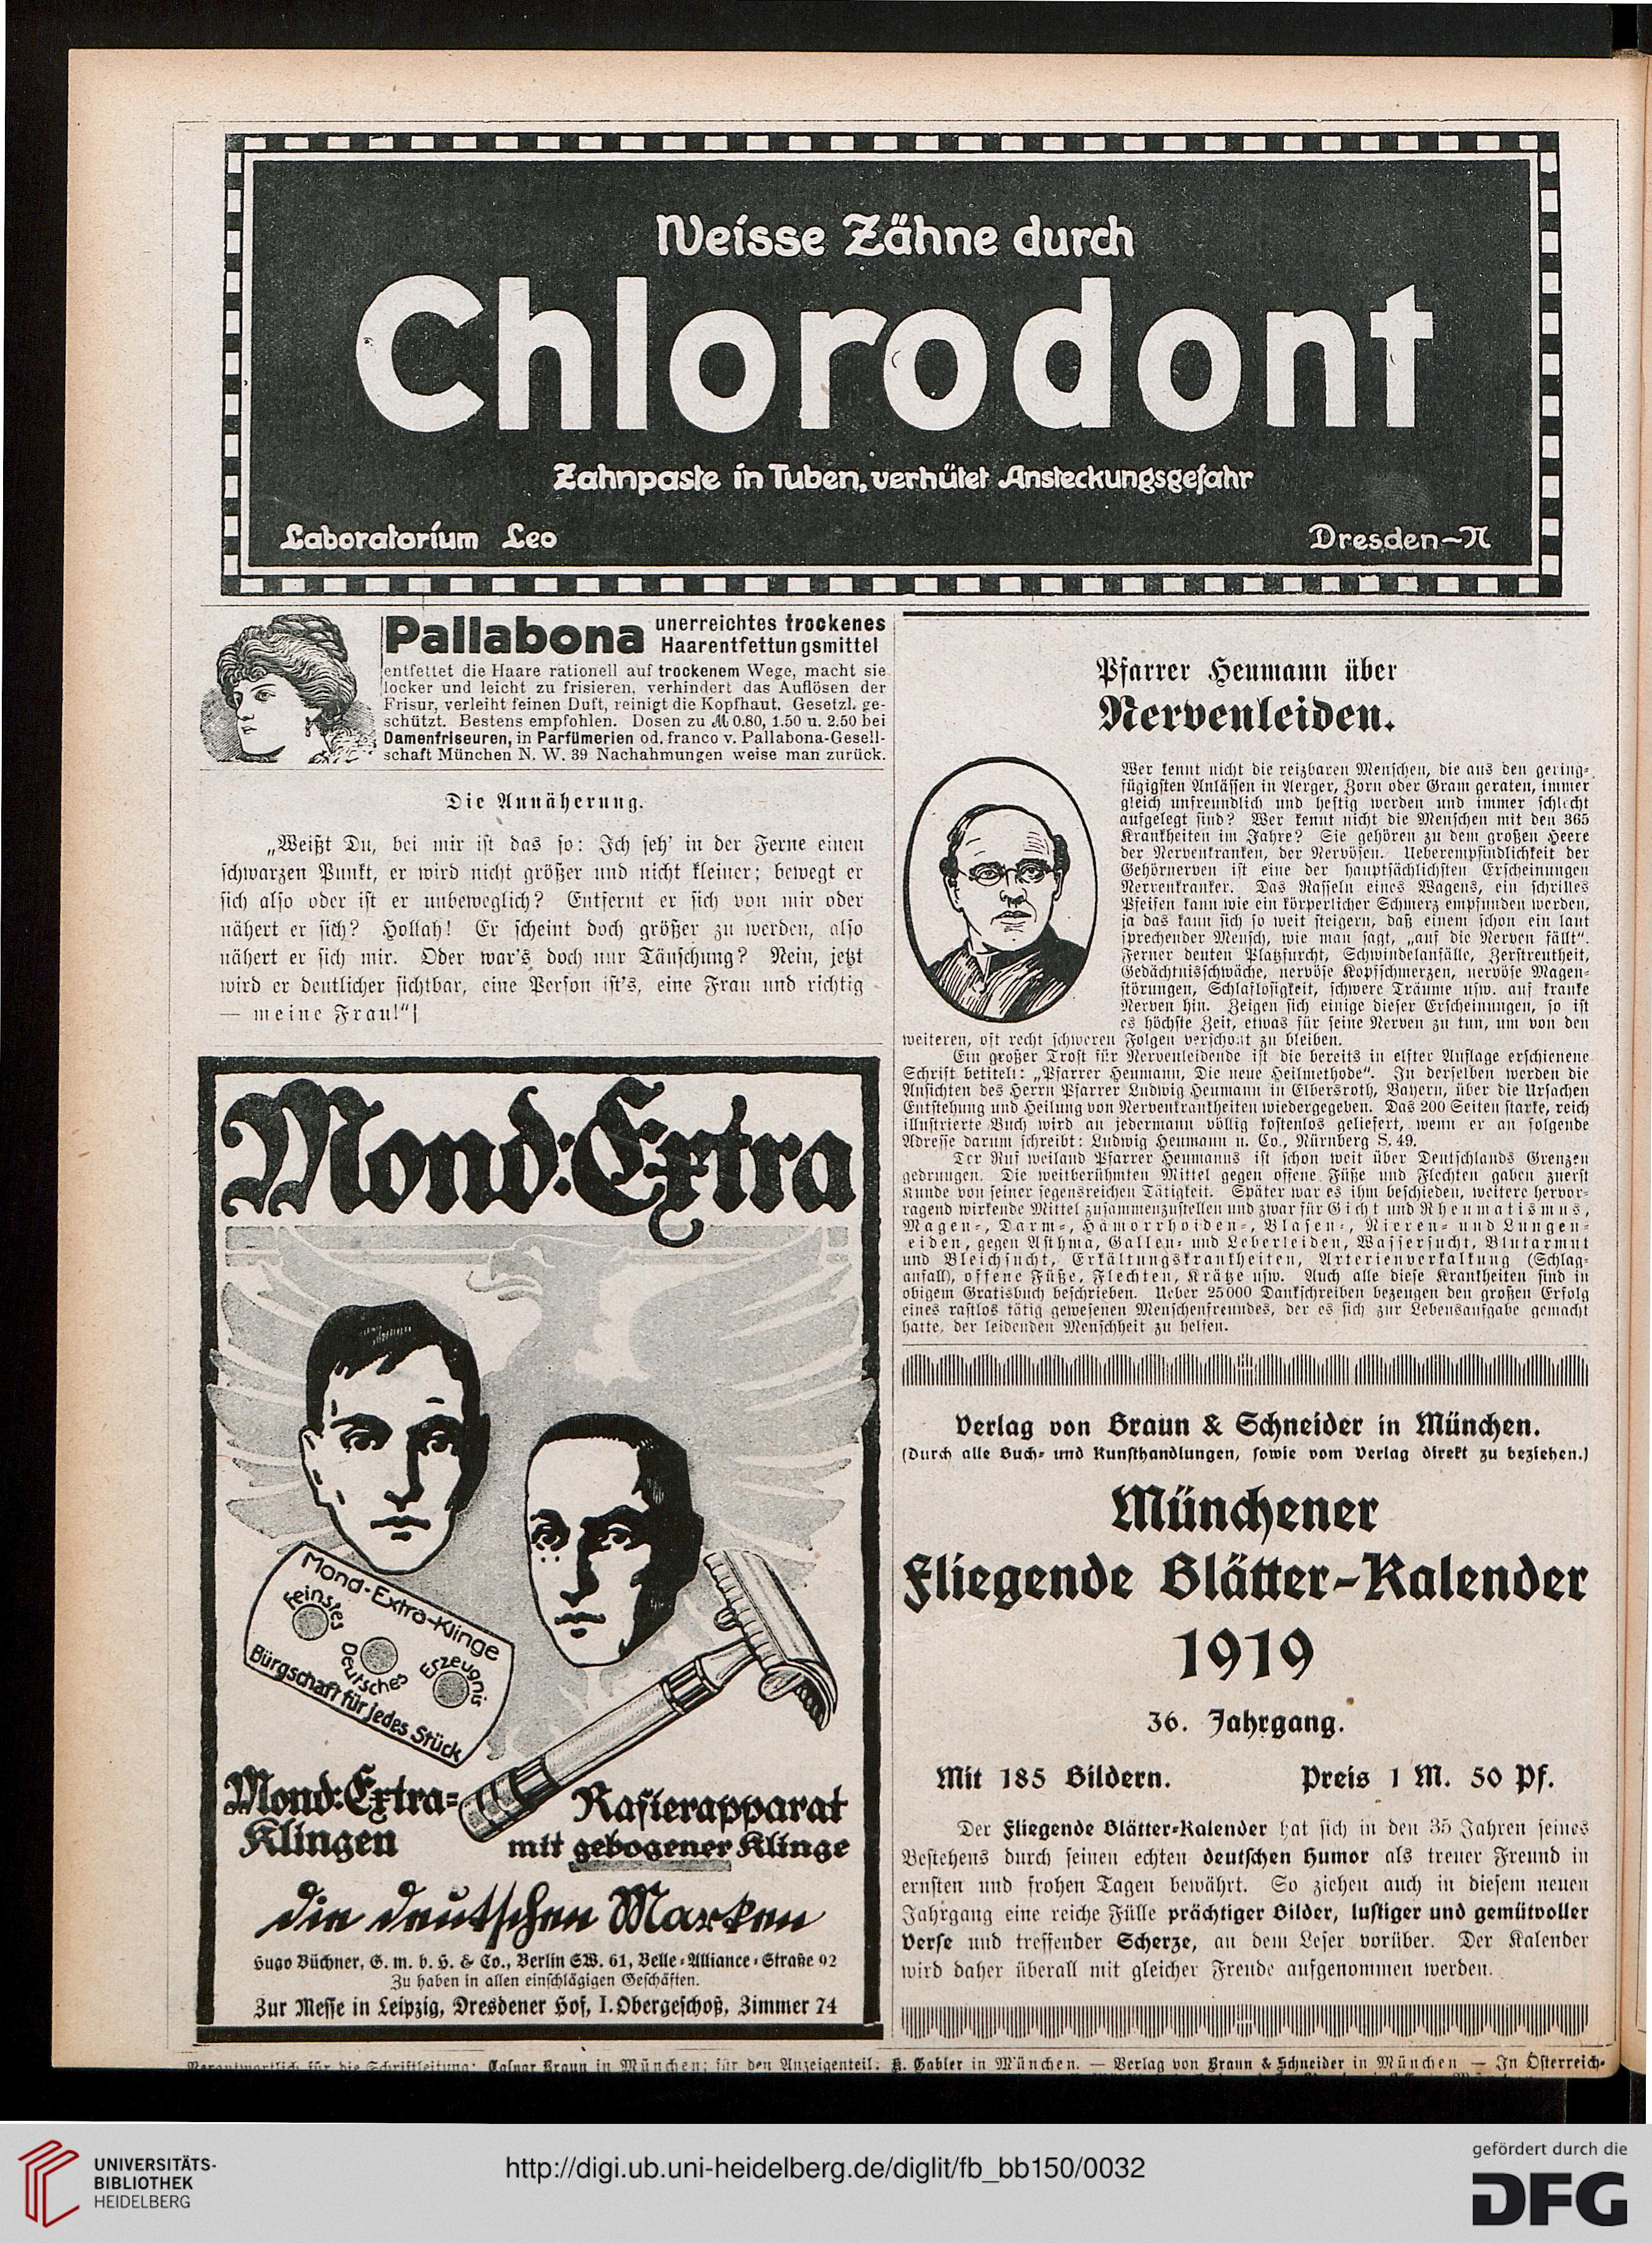 Weisse Zähne durch
Chlorodont
Zahnpaste in Tuben, verhütet Ansteckungsgefahr
Laboratorium Leo
Dresden-N
Pallabona
unerreichtes trockenes
Haarentfettungsmittel
entfettet die Haare rationell auf trockenem Wege, macht sie
locker und leicht zu frisieren, verhindert das Auflösen der
Frisur, verleiht feinen Duft, reinigt die Kopfhaut. Gesetzl. ge-
schützt. Bestens empfohlen. Dosen zu M 0.80, 1.50 u. 2.50 bei
Damenfriseuren, in Parfümerien od. franco v. Pallabona-Gesell-
schaft München N. W. 39 Nachahmungen weise man zurück.
Die Annäherung.
„Weißt Du, bei mir ist das so: Ich seh' in der Ferne einen
schwarzen Punkt, er wird nicht größer und nicht kleiner; bewegt er
sich also oder ist er unbeweglich? Entfernt er sich von mir oder
nähert er sich? Hollah! Er scheint doch größer zu werden, also
nähert er sich mir. Oder war's doch nur Täuschung? Nein, jetzt
wird er deutlicher sichtbar, eine Person ist's, eine Frau und richtig
— meine Frau!"
Mond-Extra
Mond-Extra-Klinge
Feinstes
Deutsches
Erzeugnis
Bürgschaft für jedes Stück
Mond-Extra-
Klingen
Rasierapparat
mit gebogener Klinge
die deutschen Marken
Hugo Büchner, G. m. b. H. & Co., Berlin SW. 61, Belle-Alliance-Straße 92
Zu haben in allen einschlägigen Geschäften.
Zur Messe in Leipzig, Dresdener Hof, I. Obergeschoß, Zimmer 74
Pfarrer Heumann über
Nervenleiden.
Wer kennt nicht die reizbaren Menschen, die aus den gering-
fügigsten Anlässen in Aerger, Zorn oder Gram geraten, immer
gleich unfreundlich und heftig werden und immer schlecht
aufgelegt sind? Wer kennt nicht die Menschen mit den 365
Krankheiten im Jahre? Sie gehören zu dem großen Heere
der Nervenkranken, der Nervösen. Ueberempfindlichkeit der
Gehörnerven ist eine der hauptsächlichsten Erscheinungen
Nervenkranker. Das Rasseln eines Wagens, ein schrilles
Pfeifen kann wie ein körperlicher Schmerz empfunden werden,
ja das kann sich so weit steigern, daß einem schon ein laut
sprechender Mensch, wie man sagt, „auf die Nerven fällt".
Ferner deuten Platzfurcht, Schwindelanfälle, Zerstreutheit,
Gedächtnisschwäche, nervöse Kopfschmerzen, nervöse Magen-
störungen, Schlaflosigkeit, schwere Träume usw. auf kranke
Nerven hin. Zeigen sich einige dieser Erscheinungen, so ist
es höchste Zeit, etwas für seine Nerven zu tun, um von den
weiteren, oft recht schweren Folgen verschont zu bleiben.
Ein großer Trost für Nervenleidende ist die bereits in elfter Auflage erschienene
Schrift betitelt: „Pfarrer Heumann, Die neue Heilmethode". In derselben werden die
Ansichten des Herrn Pfarrer Ludwig Heumann in Elbersroth, Bayern, über die Ursachen
Entstehung und Heilung von Nervenkrankheiten wiedergegeben. Das 200 Seiten starke, reich
illustrierte Buch wird an jedermann völlig kostenlos geliefert, wenn er an folgende
Adresse darum schreibt: Ludwig Heumann u. Co., Nürnberg S. 49.
Der Ruf weiland Pfarrer Heumanns ist schon weit über Deutschlands Grenzen
gedrungen. Die weitberühmten Mittel gegen offene Füße und Flechten gaben zuerst
Kunde von seiner segensreichen Tätigkeit. Später war es ihm beschieden, weitere hervor-
ragend wirkende Mittel zusammenzustellen und zwar für Gicht und Rheumatismus,
Magen-, Darm-, Hämorrhoiden-, Blasen-, Nieren- und Lungen-
eiden, gegen Asthma, Gallen- und Leberleiden, Wassersucht, Blutarmut
und Bleichsucht, Erkältungskrankheiten, Arterienverkalkung (Schlag-
anfall), offene Füße, Flechten, Krätze usw. Auch alle diese Krankheiten sind in
obigem Gratisbuch beschrieben. Ueber 25000 Dankschreiben bezeugen den großen Erfolg
eines rastlos tätig gewesenen Menschenfreundes, der es sich zur Lebensaufgabe gemacht
hatte, der leidenden Menschheit zu helfen.
Verlag von Braun & Schneider in München.
(Durch alle Buch- und Kunsthandlungen, sowie vom Verlag direkt zu beziehen.)
Münchener
Fliegende Blätter-Kalender
1919
36. Jahrgang.
Mit 185 Bildern. Preis 1 M. 50 Pf.
Der Fliegende Blätter-Kalender hat sich in den 35 Jahren seines
Bestehens durch seinen echten deutschen Humor als treuer Freund in
ernsten und frohen Tagen bewährt. So ziehen auch in diesem neuen
Jahrgang eine reiche Fülle prächtiger Bilder, lustiger und gemütvoller
Verse und treffender Scherze, an dem Leser vorüber. Der Kalender
wird daher überall mit gleicher Freude aufgenommen werden.
Verantwortlich für die Schriftleitung: Caspar Braun in München; für den Anzeigenteil: K. Gabler in München. — Verlag von Braun & Schneider in München — In Österreich-
UNIVERSITÄTS-
BIBLIOTHEK
HEIDELBERG
http://digi.ub.uni-heidelberg.de/diglit/fb_bb150/0032
gefördert durch die
DFG